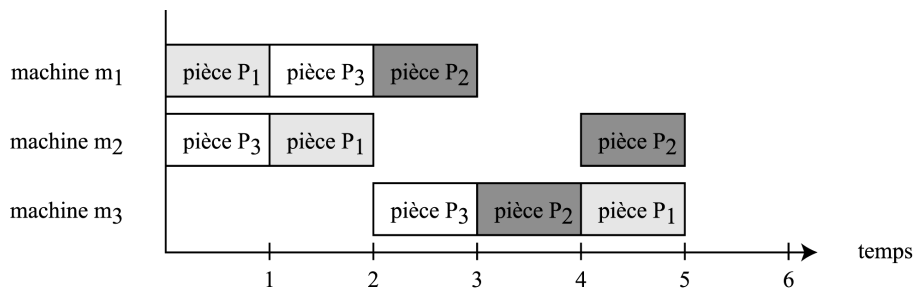 machine m1 pièce P1 pièce P3 pièce P2
machine m2 pièce P3 pièce P1 pièce P2
machine m3 pièce P3 pièce P2 pièce P1
temps
1 2 3 4 5 6